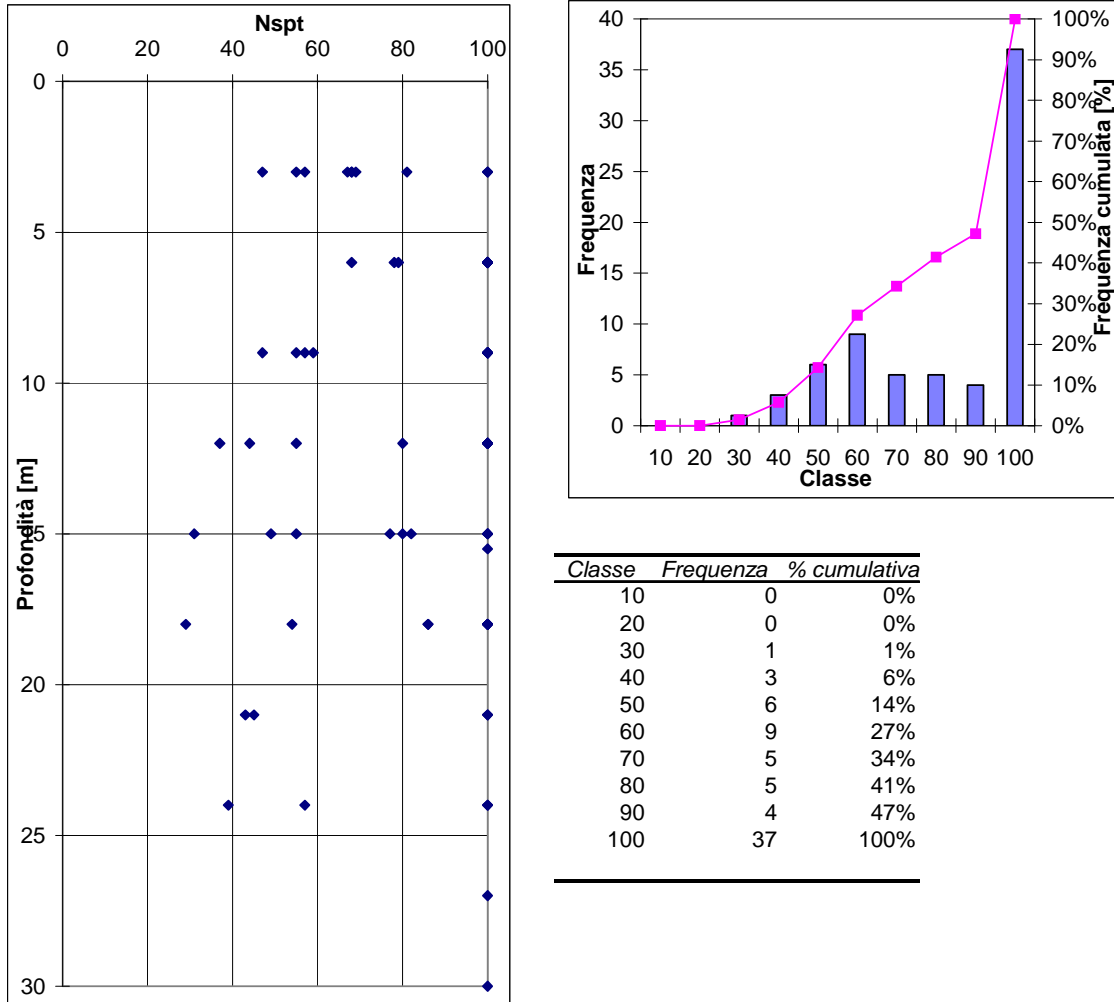 Nspt
0 20 40 60 80 100
0
5
10
15
20
25
30
Profondità [m]
40
35
30
25
20
15
10
5
0
Frequenza
100%
90%
80%
70%
60%
50%
40%
30%
20%
10%
0%
Frequenza cumulata [%]
10 20 30 40 50 60 70 80 90 100
Classe
Classe Frequenza % cumulativa
10 0 0%
20 0 0%
30 1 1%
40 3 6%
50 6 14%
60 9 27%
70 5 34%
80 5 41%
90 4 47%
100 37 100%